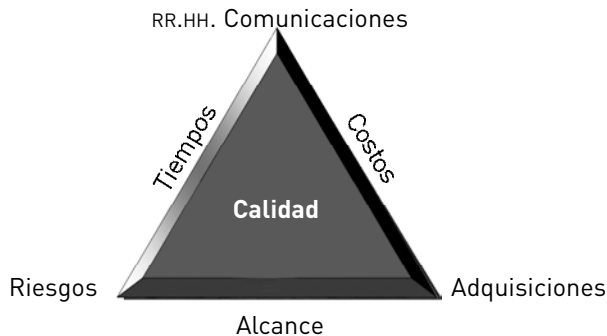 RR.HH. Comunicaciones
Tiempos
Costos
Calidad
Riesgos
Adquisiciones
Alcance